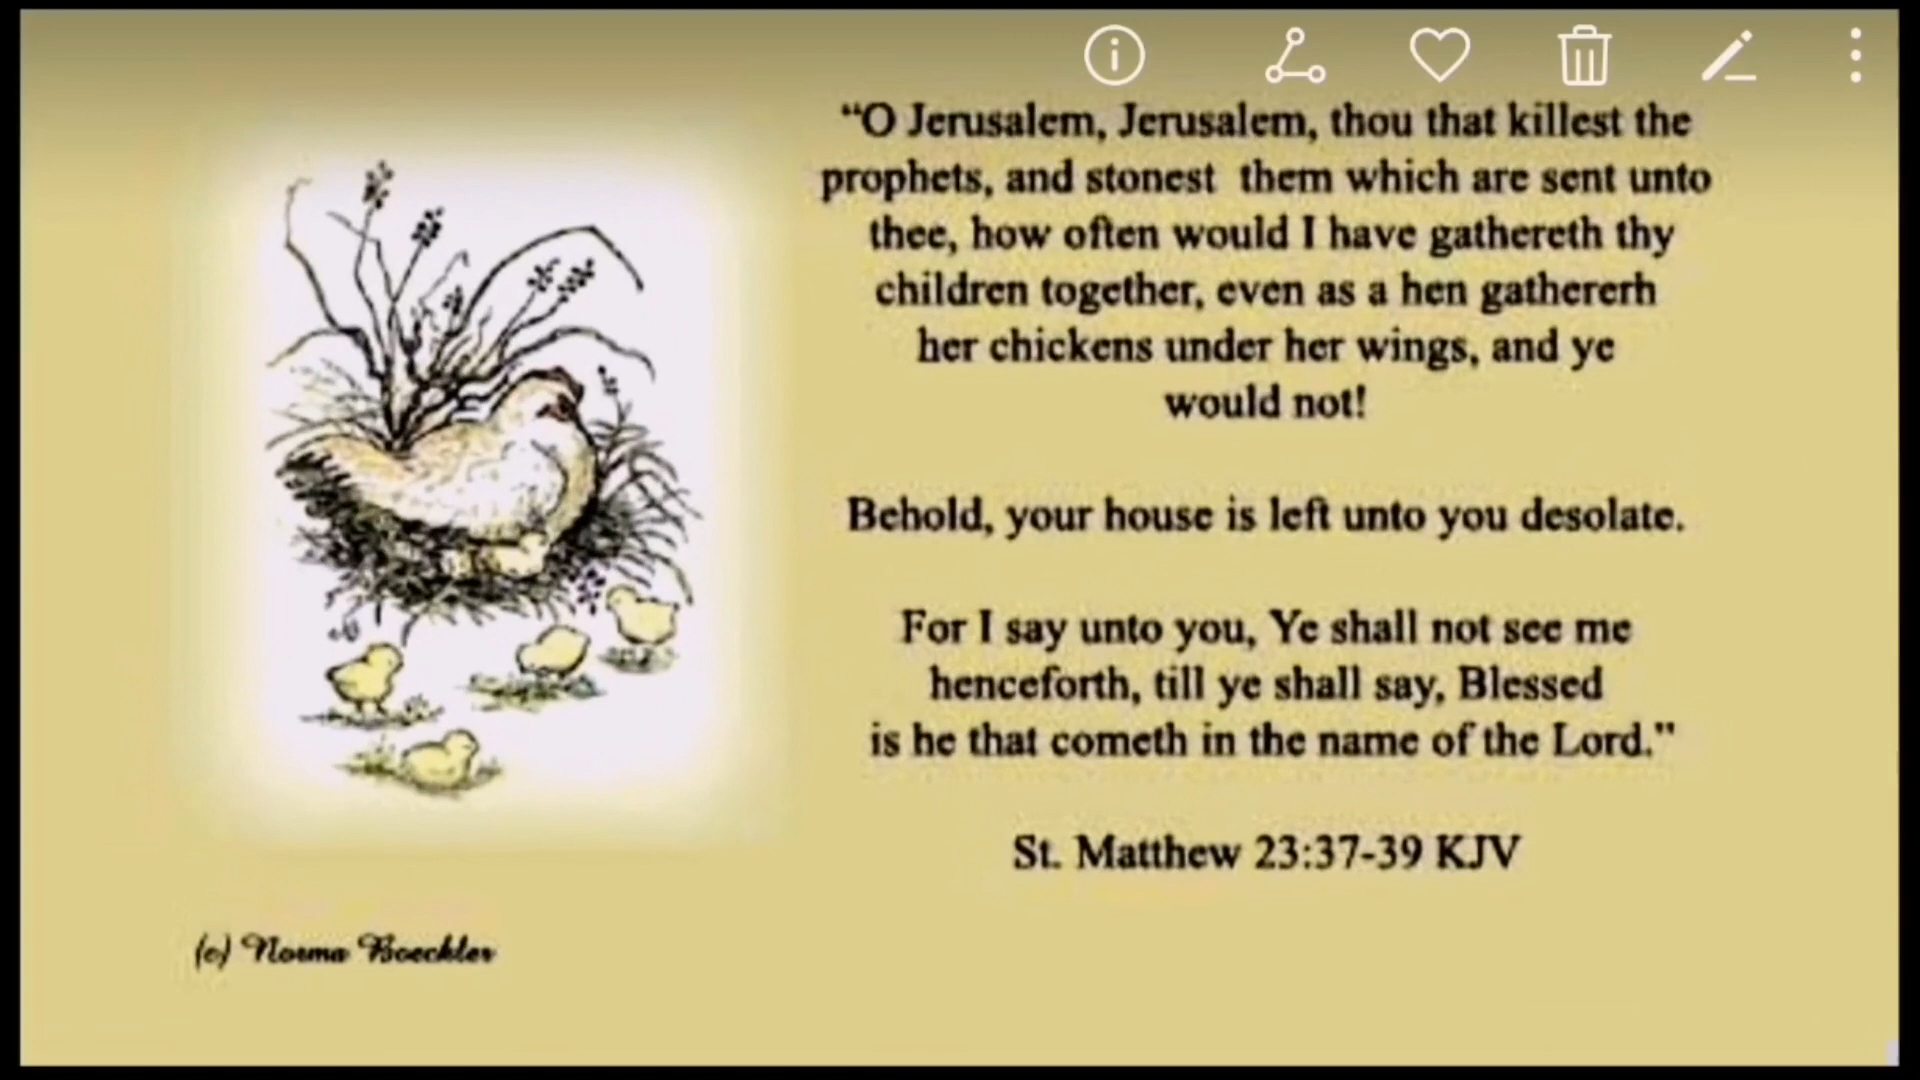 “O Jerusalem, Jerusalem, thou that killest the
prophets, and stonest them which are sent unto
thee, how often would I have gathereth thy
children together, even as a hen gathererh
her chickens under her wings, and ye
would not!
Behold, your house is left unto you desolate.
For I say unto you, Ye shall not see me
henceforth, till ye shall say, Blessed
is he that cometh in the name of the Lord.”
St. Matthew 23:37-39 KJV
(c) Norma Boeckler